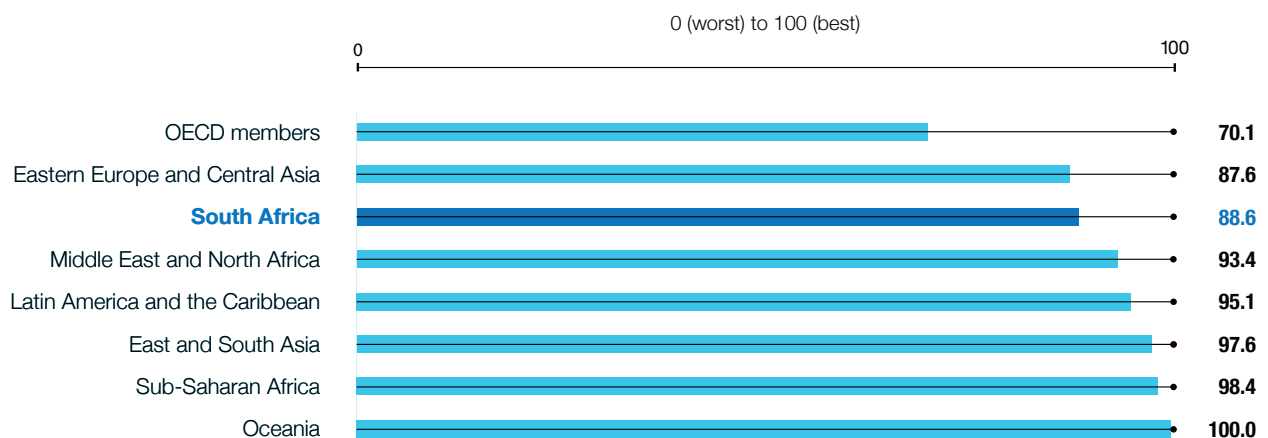 0 (worst) to 100 (best)
0 100
OECD members 70.1
Eastern Europe and Central Asia 87.6
South Africa 88.6
Middle East and North Africa 93.4
Latin America and the Caribbean 95.1
East and South Asia 97.6
Sub-Saharan Africa 98.4
Oceania 100.0